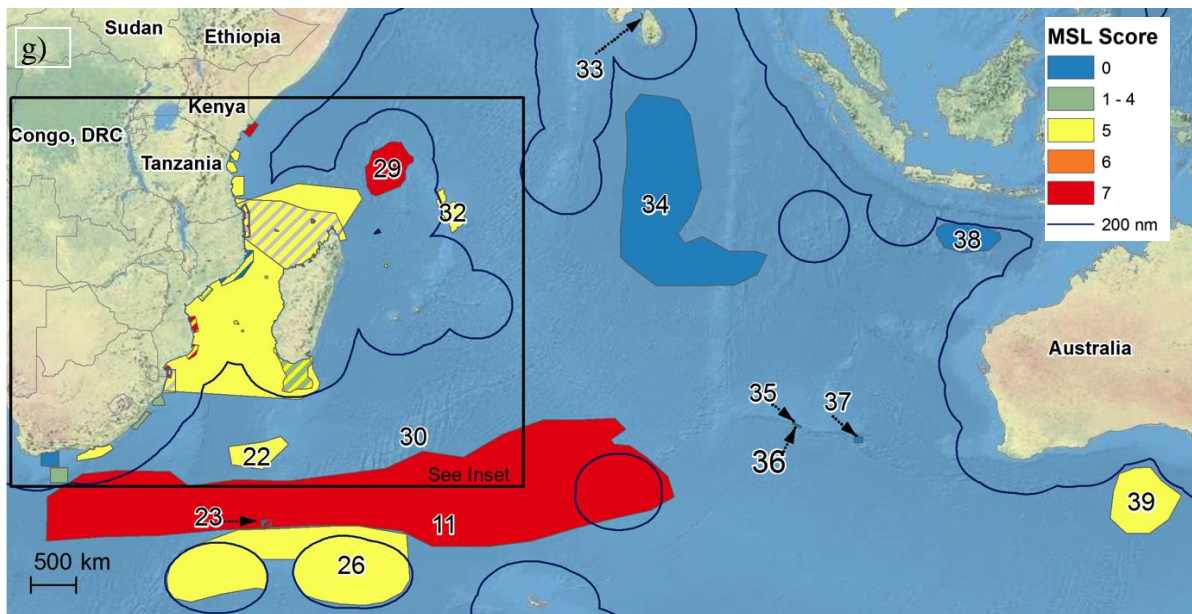 g)
Sudan
Ethiopia
33
MSL Score
0
1 - 4
5
6
7
200 nm
Kenya
Congo, DRC
Tanzania
29
32
34
38
Australia
35
37
30
36
22
See Inset
39
23
11
26
500 km